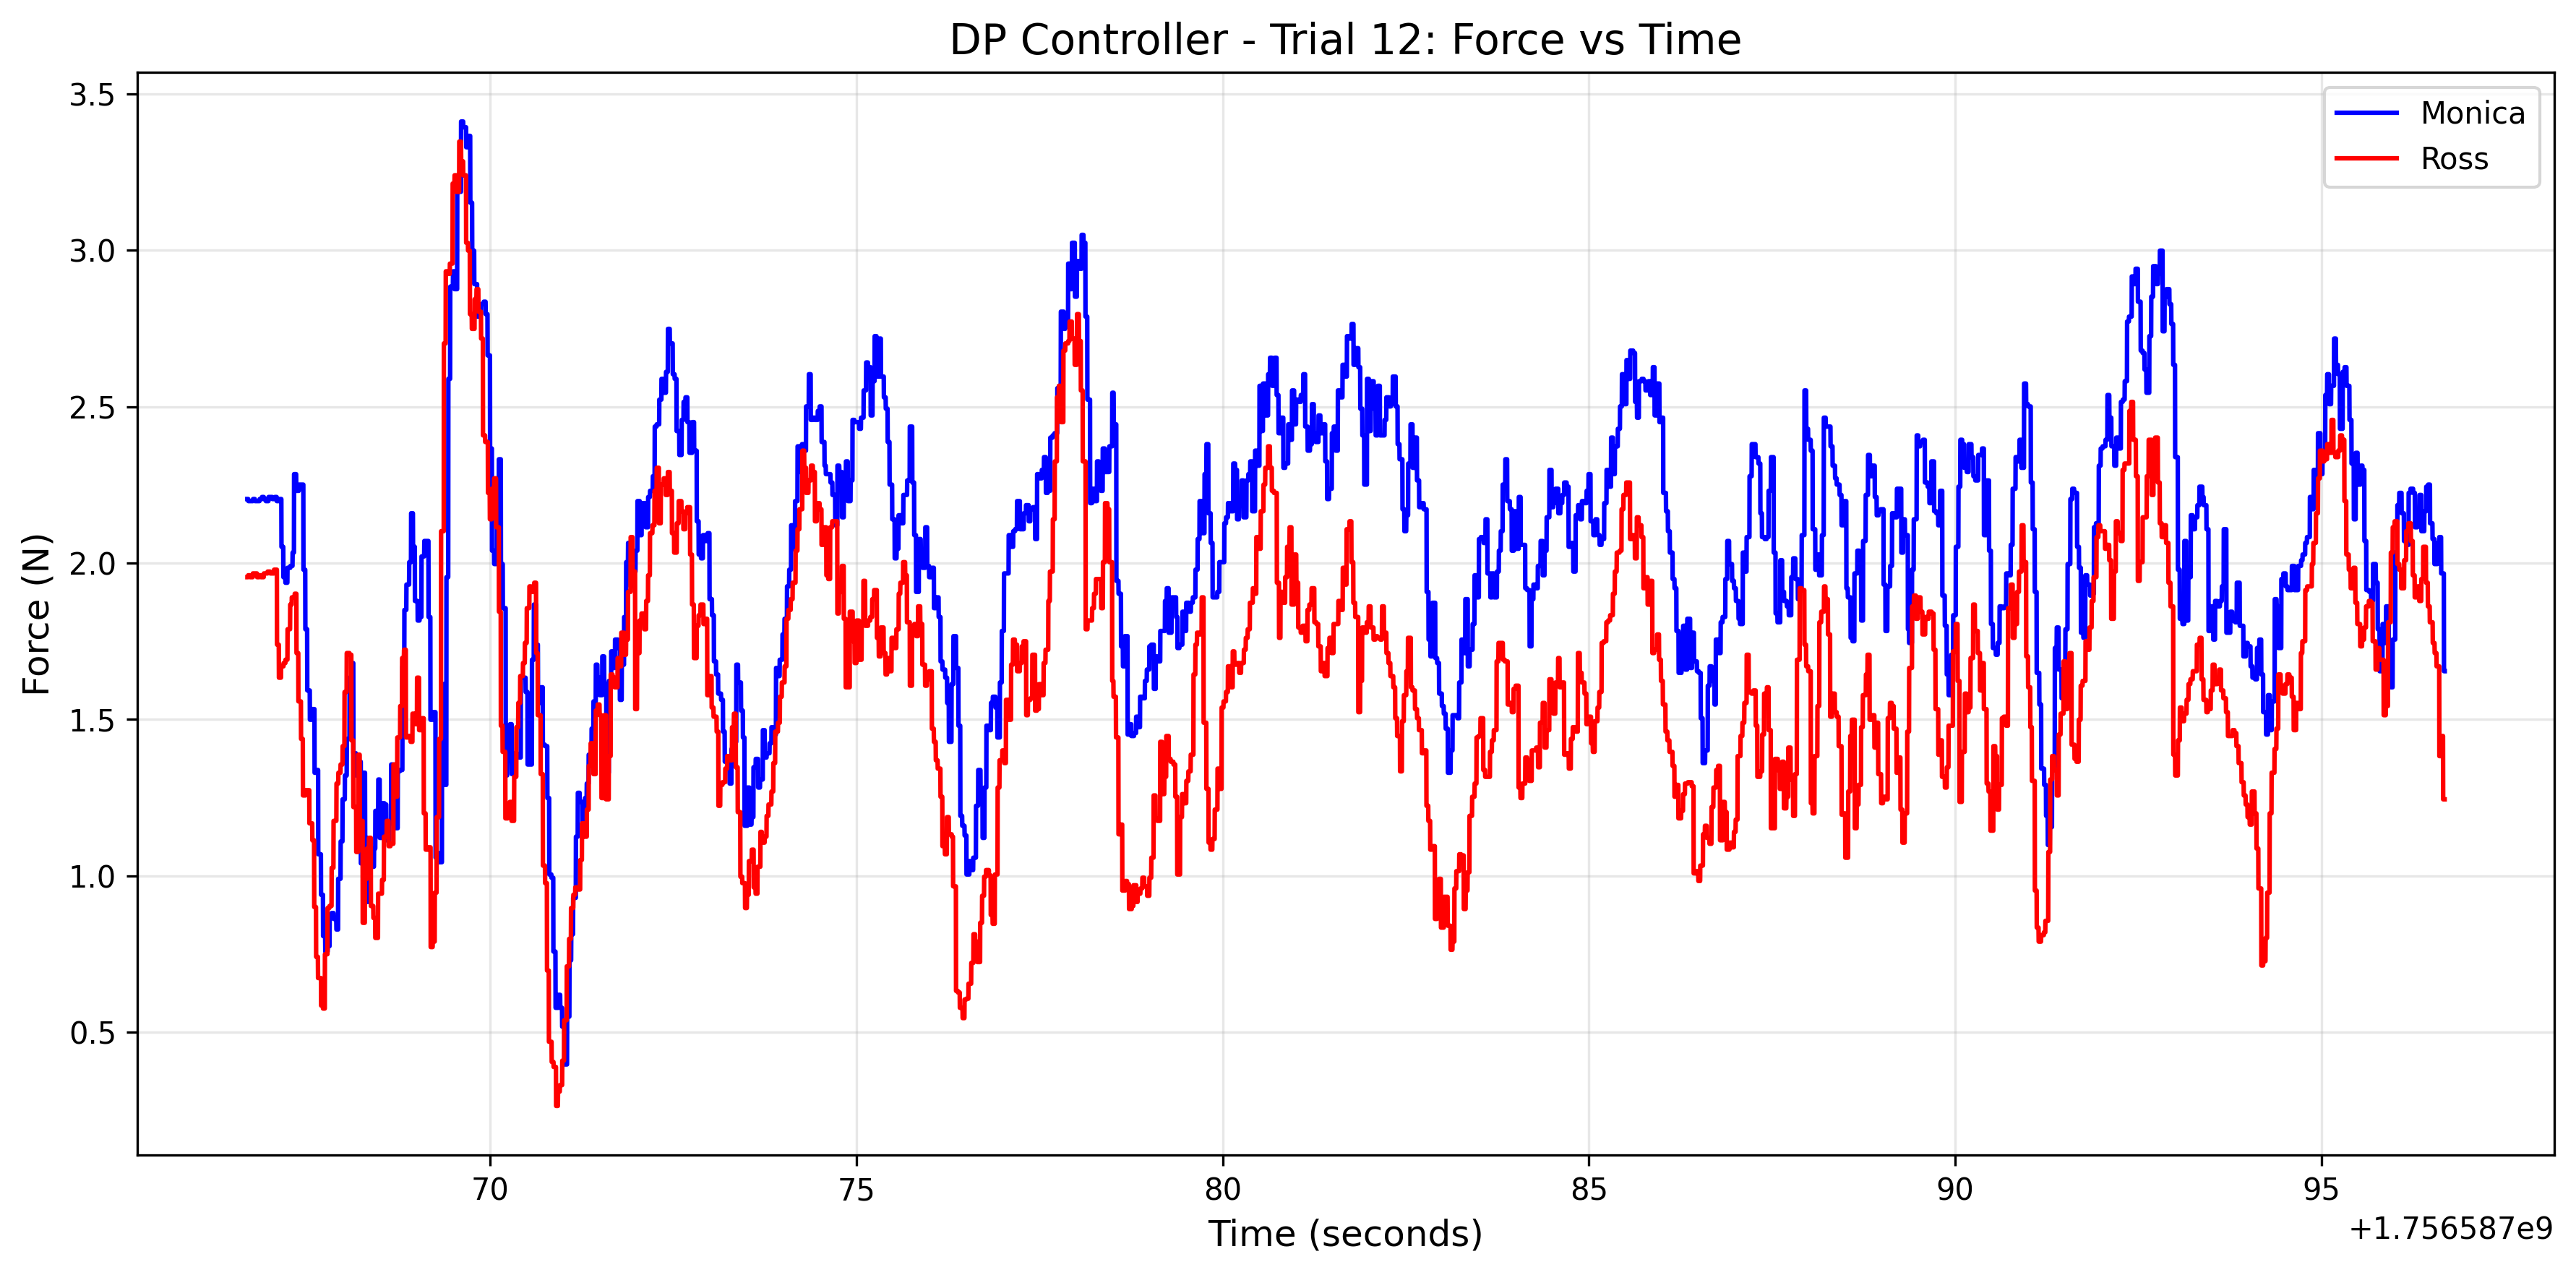 DP Controller - Trial 12: Force vs Time
Monica
Ross
Force (N)
3.5
3.0
2.5
2.0
1.5
1.0
0.5
70 75 80 85 90 95
Time (seconds)
+1.756587e9